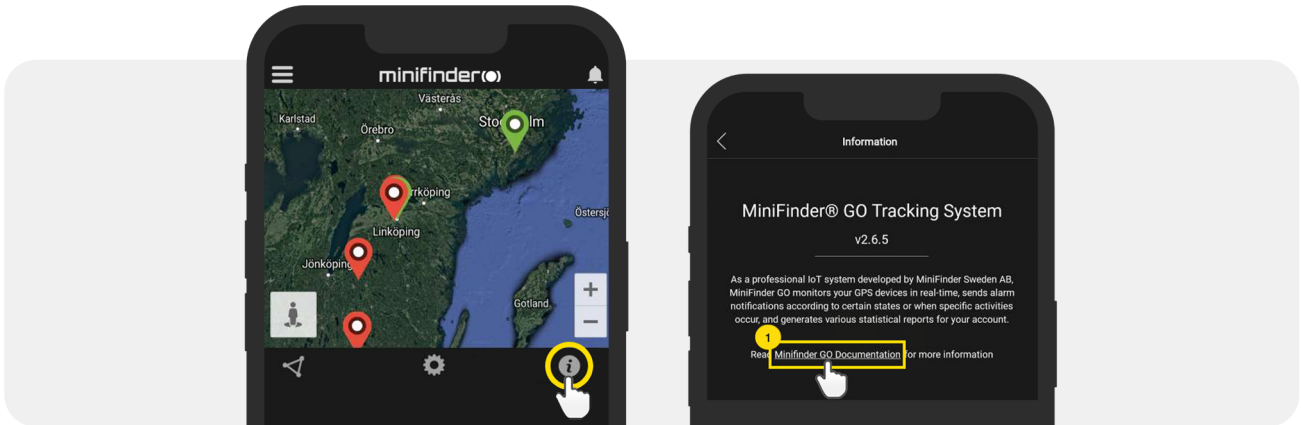 minifinder
Västerås
Karlstad
Örebro
rrköping
Östersjö
Linköping
Jönköping
Gotland
+
−
i
Information
MiniFinder® GO Tracking System
v2.6.5
As a professional IoT system developed by MiniFinder Sweden AB,
MiniFinder GO monitors your GPS devices in real-time, sends alarm
notifications according to certain states or when specific activities
occur, and generates various statistical reports for your account.
1
Read Minifinder GO Documentation for more information